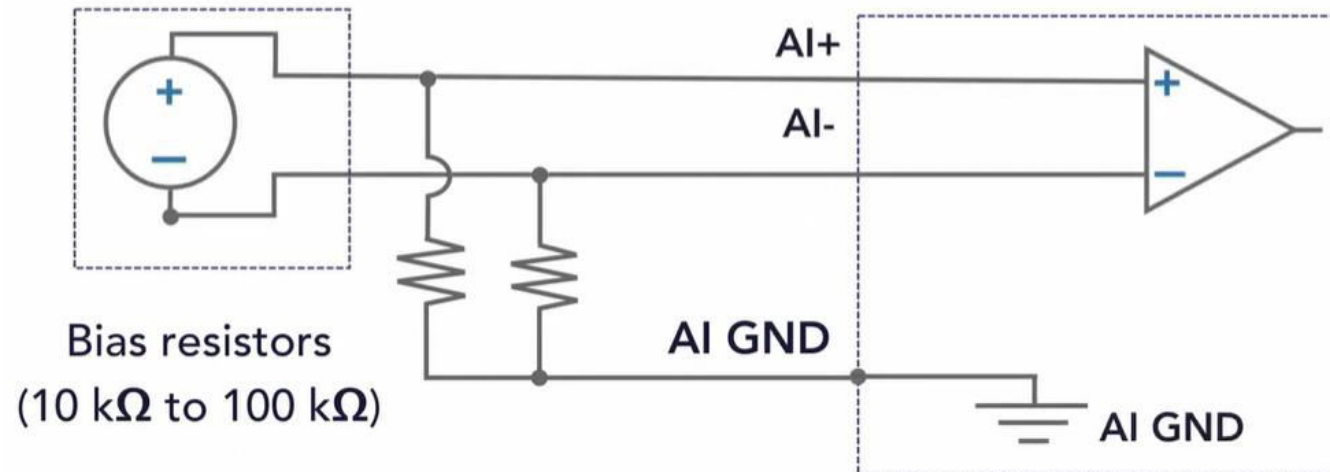 AI+
+
+
AI-
—
—
AI GND
Bias resistors
(10 kΩ to 100 kΩ)
AI GND